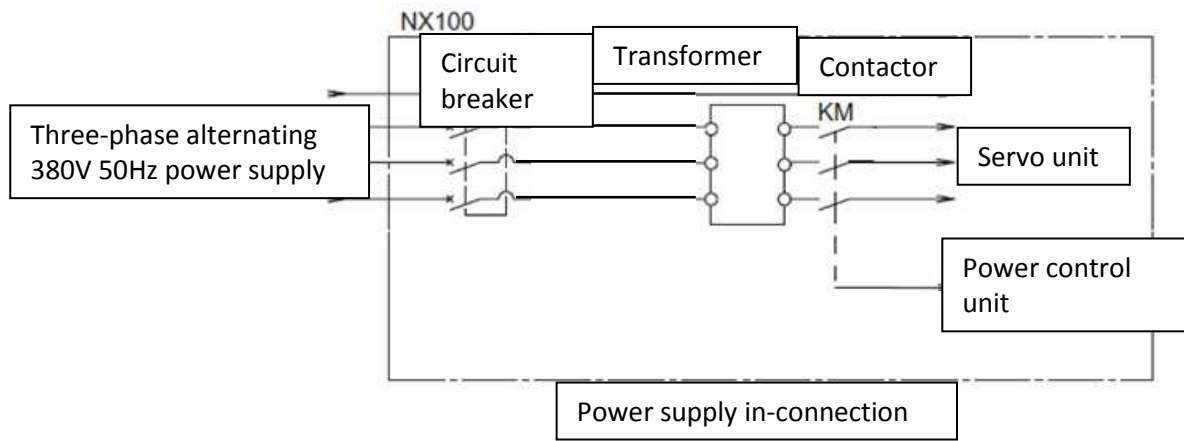 NX100
Circuit
breaker
Transformer
Contactor
KM
Three-phase alternating
380V 50Hz power supply
Servo unit
Power control
unit
Power supply in-connection